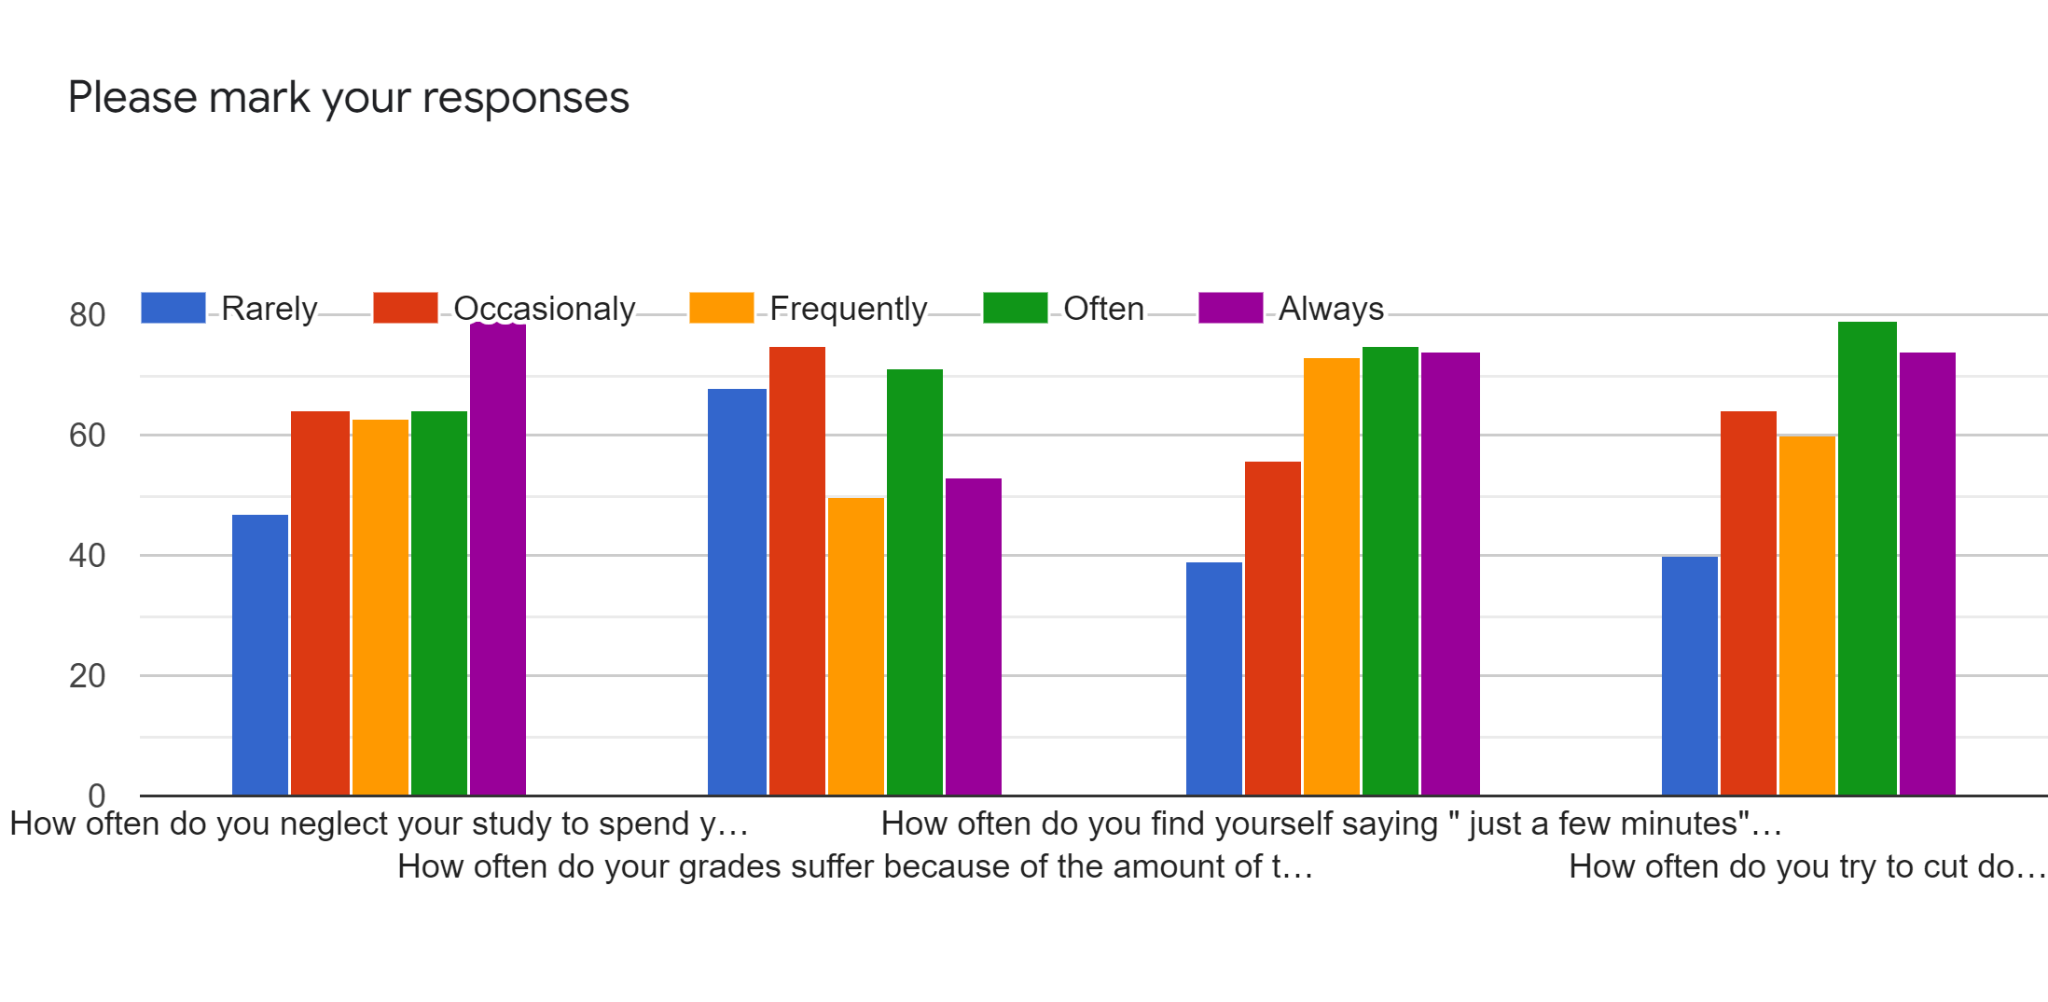 Please mark your responses
Rarely Occasionaly Frequently Often Always
80
60
40
20
0
How often do you neglect your study to spend y…
How often do you find yourself saying " just a few minutes"…
How often do your grades suffer because of the amount of t…
How often do you try to cut do…